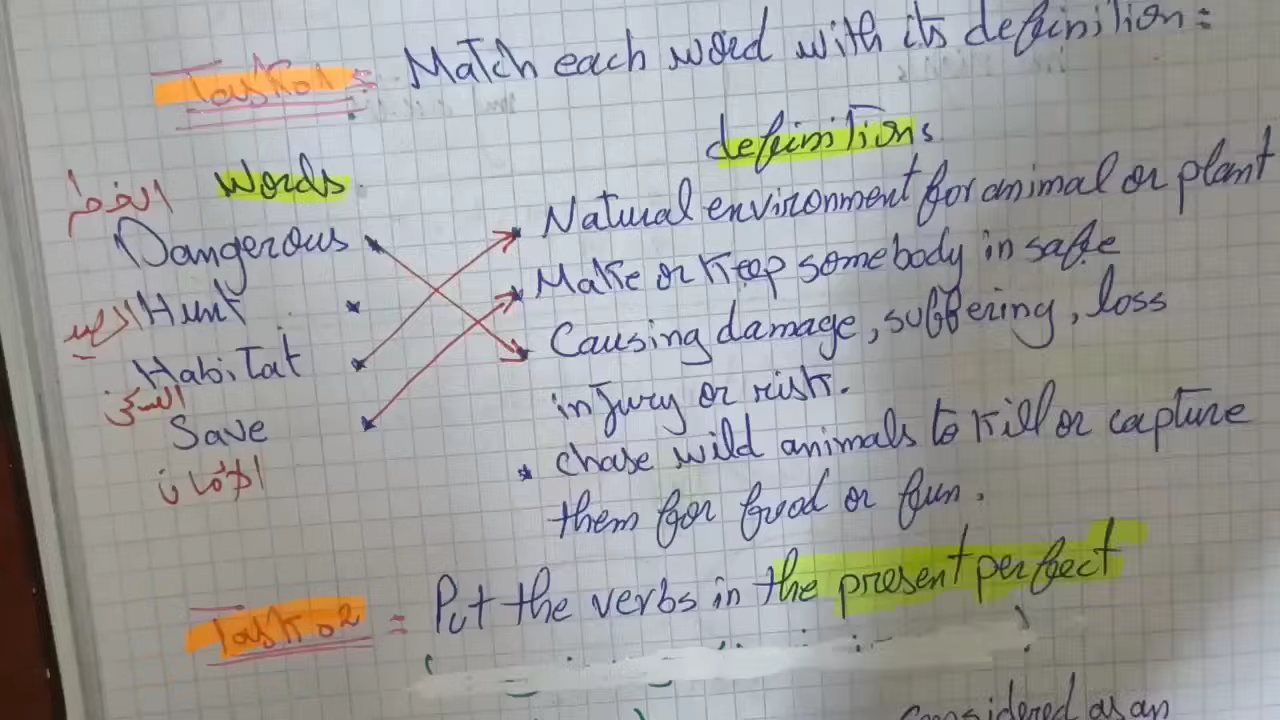 Task 01 = Match each word with its definition:
Words
definitions
الخطر
Dangerous
Natural environment for animal or plant
الصيد
Hunt
Make or keep somebody in safe
Habitat
Causing damage, suffering, loss
injury or risk.
السكن
Save
chase wild animals to kill or capture
them for food or fun.
الأمان
Task 02 = Put the verbs in the present perfect
considered as an